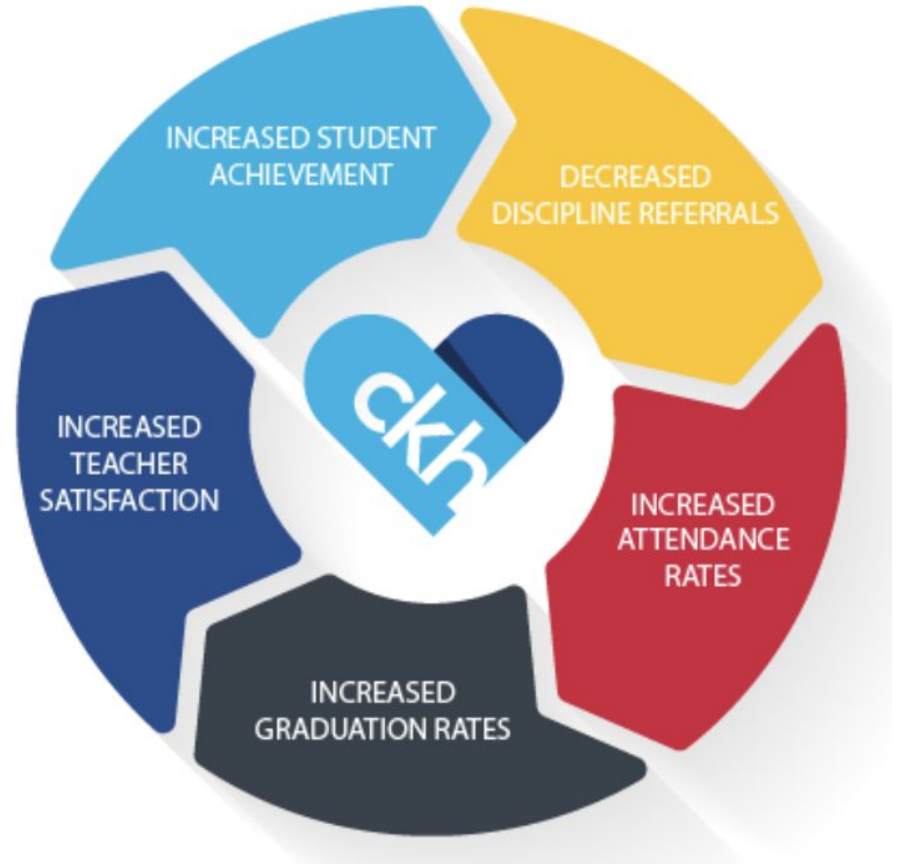 INCREASED STUDENT
ACHIEVEMENT
DECREASED
DISCIPLINE REFERRALS
INCREASED
ATTENDANCE
RATES
INCREASED
GRADUATION RATES
INCREASED
TEACHER
SATISFACTION
ckh